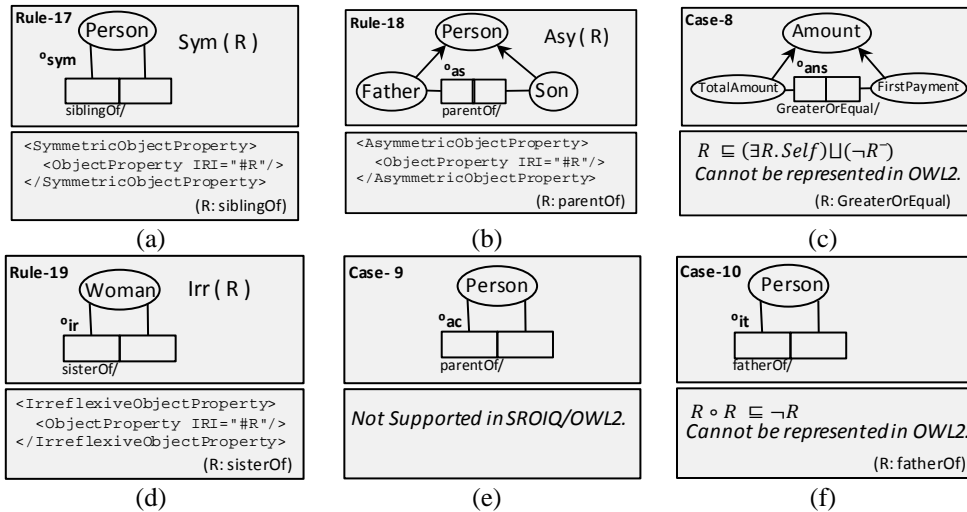 Rule-17
Person
Sym ( R )
°sym
siblingOf/
<SymmetricObjectProperty>
<ObjectProperty IRI="#R"/>
</SymmetricObjectProperty>
(R: siblingOf)
(a)
Rule-18
Person
Asy ( R)
°as
Father
Son
parentOf/
<AsymmetricObjectProperty>
<ObjectProperty IRI="#R"/>
</AsymmetricObjectProperty>
(R: parentOf)
(b)
Case-8
Amount
°ans
TotalAmount
FirstPayment
GreaterOrEqual/
R ⊑ (∃R.Self)⊔(¬R⁻)
Cannot be represented in OWL2.
(R: GreaterOrEqual)
(c)
Rule-19
Woman
Irr ( R )
°ir
sisterOf/
<IrreflexiveObjectProperty>
<ObjectProperty IRI="#R"/>
</IrreflexiveObjectProperty>
(R: sisterOf)
(d)
Case- 9
Person
°ac
parentOf/
Not Supported in SROIQ/OWL2.
(e)
Case-10
Person
°it
fatherOf/
R ∘ R ⊑ ¬R
Cannot be represented in OWL2.
(R: fatherOf)
(f)